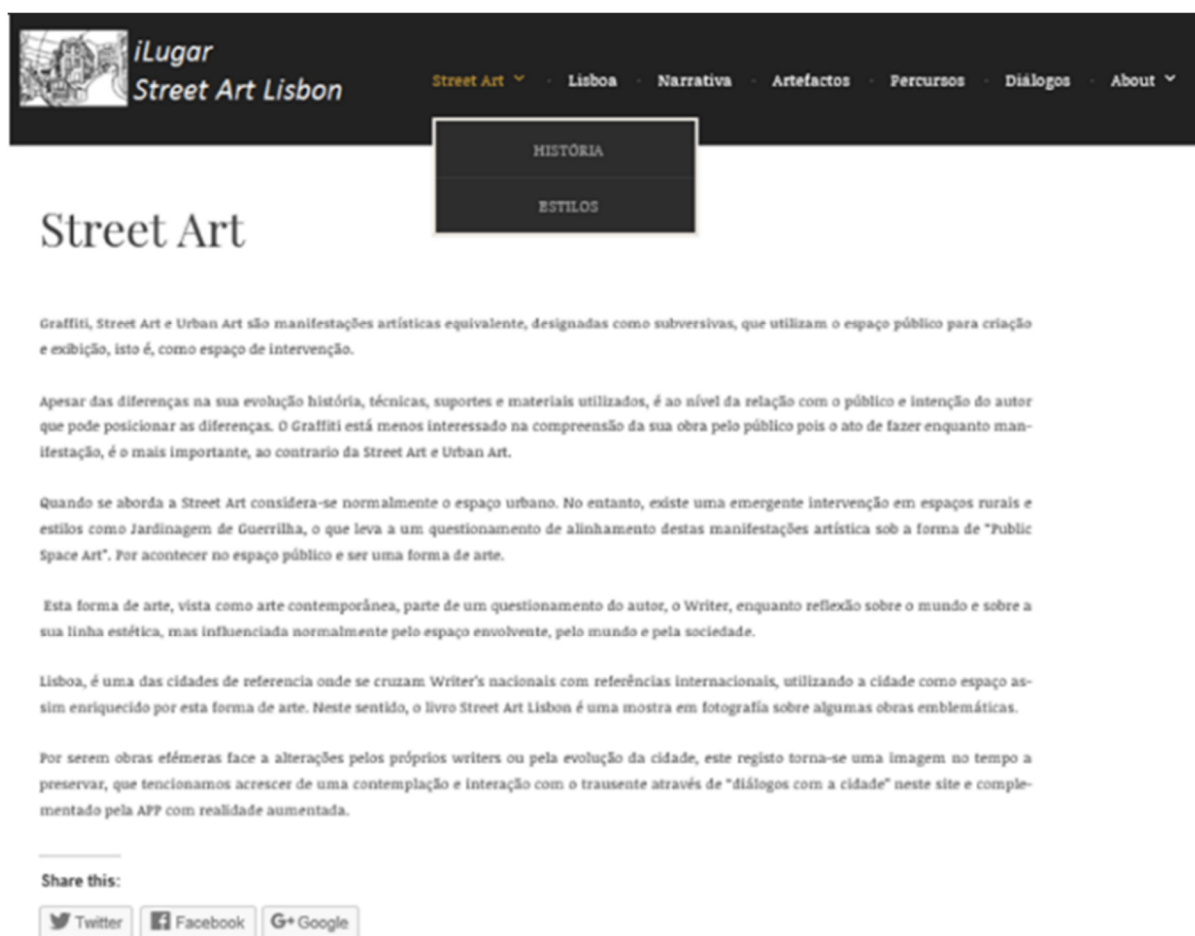 iLugar
Street Art Lisbon
Street Art Lisboa Narrativa Artefactos Percursos Diálogos About
HISTÓRIA
ESTILOS
Street Art
Graffiti, Street Art e Urban Art são manifestações artísticas equivalente, designadas como subversivas, que utilizam o espaço público para criação
e exibição, isto é, como espaço de intervenção.
Apesar das diferenças na sua evolução história, técnicas, suportes e materiais utilizados, é ao nível da relação com o público e intenção do autor
que pode posicionar as diferenças. O Graffiti está menos interessado na compreensão da sua obra pelo público pois o ato de fazer enquanto man-
ifestação, é o mais importante, ao contrario da Street Art e Urban Art.
Quando se aborda a Street Art considera-se normalmente o espaço urbano. No entanto, existe uma emergente intervenção em espaços rurais e
estilos como Jardinagem de Guerrilha, o que leva a um questionamento de alinhamento destas manifestações artística sob a forma de "Public
Space Art". Por acontecer no espaço público e ser uma forma de arte.
Esta forma de arte, vista como arte contemporânea, parte de um questionamento do autor, o Writer, enquanto reflexão sobre o mundo e sobre a
sua linha estética, mas influenciada normalmente pelo espaço envolvente, pelo mundo e pela sociedade.
Lisboa, é uma das cidades de referencia onde se cruzam Writer's nacionais com referências internacionais, utilizando a cidade como espaço as-
sim enriquecido por esta forma de arte. Neste sentido, o livro Street Art Lisbon é uma mostra em fotografia sobre algumas obras emblemáticas.
Por serem obras efémeras face a alterações pelos próprios writers ou pela evolução da cidade, este registo torna-se uma imagem no tempo a
preservar, que tencionamos acrescer de uma contemplação e interação com o trausente através de "diálogos com a cidade" neste site e comple-
mentado pela APP com realidade aumentada.
Share this:
Twitter Facebook G+ Google